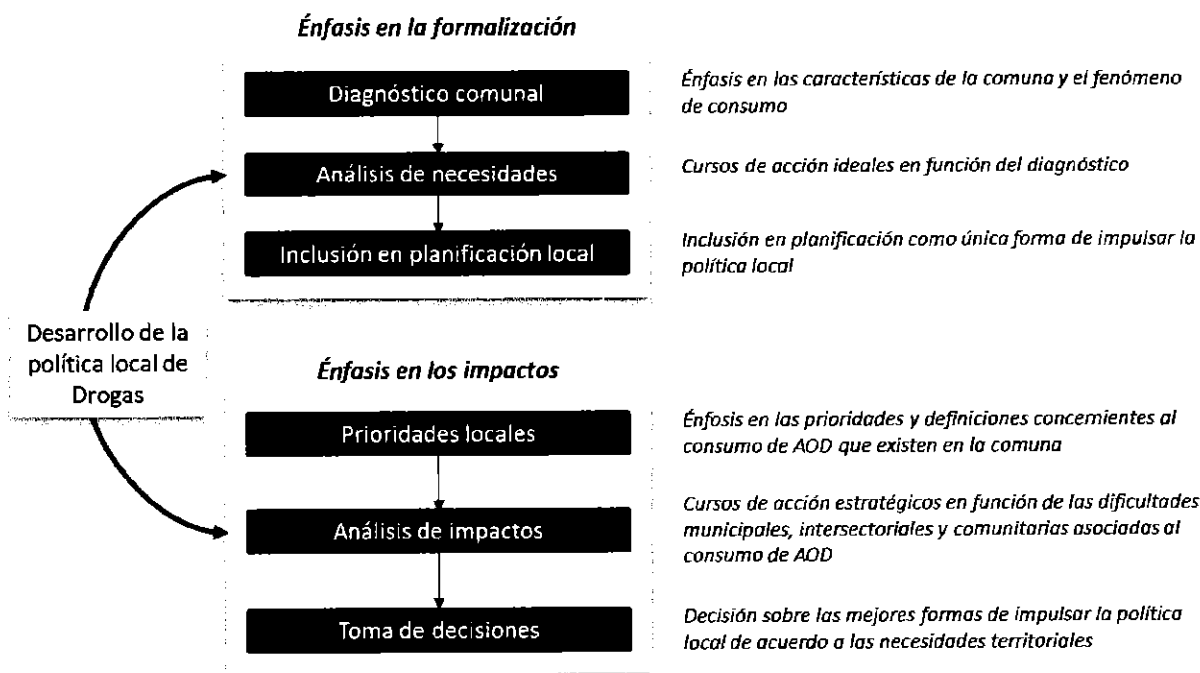 Énfasis en la formalización
Diagnóstico comunal
Énfasis en las características de la comuna y el fenómeno
de consumo
Análisis de necesidades
Cursos de acción ideales en función del diagnóstico
Inclusión en planificación local
Inclusión en planificación como única forma de impulsar la
política local
Desarrollo de la
política local de
Drogas
Énfasis en los impactos
Prioridades locales
Énfasis en las prioridades y definiciones concernientes al
consumo de AOD que existen en la comuna
Análisis de impactos
Cursos de acción estratégicos en función de las dificultades
municipales, intersectoriales y comunitarias asociadas al
consumo de AOD
Toma de decisiones
Decisión sobre las mejores formas de impulsar la política
local de acuerdo a las necesidades territoriales